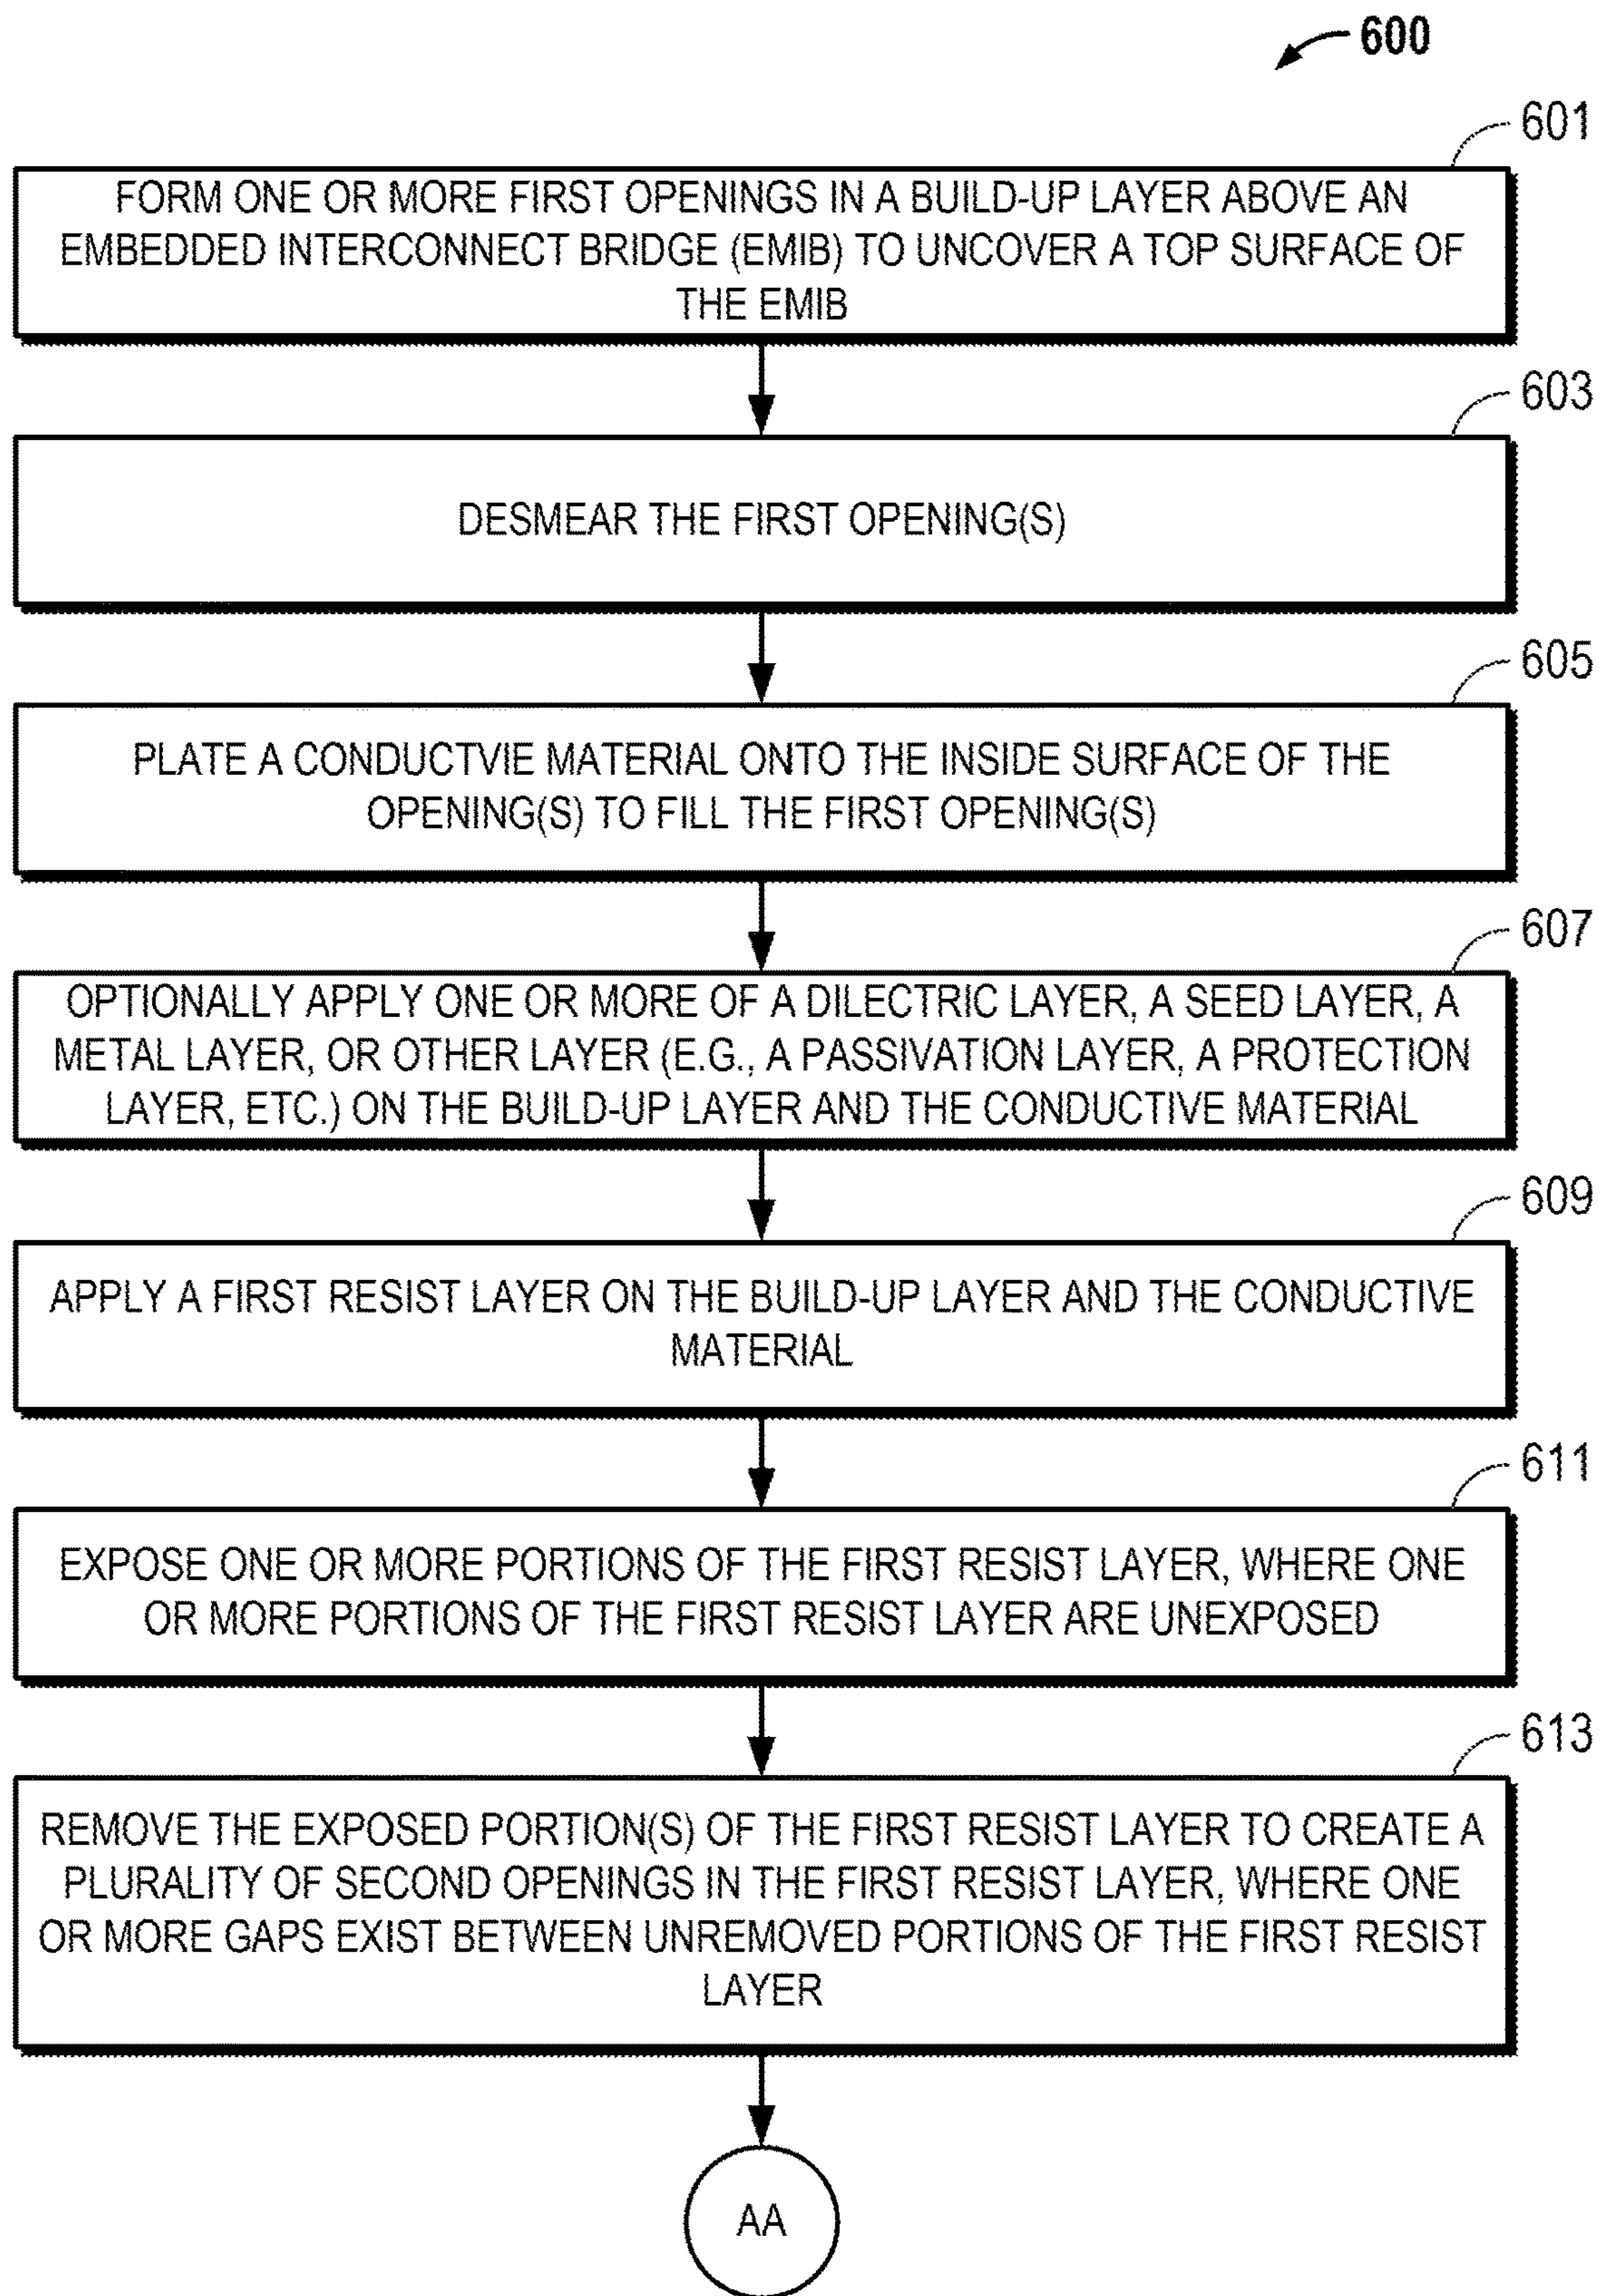 600
601
FORM ONE OR MORE FIRST OPENINGS IN A BUILD-UP LAYER ABOVE AN
EMBEDDED INTERCONNECT BRIDGE (EMIB) TO UNCOVER A TOP SURFACE OF
THE EMIB
603
DESMEAR THE FIRST OPENING(S)
605
PLATE A CONDUCTVIE MATERIAL ONTO THE INSIDE SURFACE OF THE
OPENING(S) TO FILL THE FIRST OPENING(S)
607
OPTIONALLY APPLY ONE OR MORE OF A DILECTRIC LAYER, A SEED LAYER, A
METAL LAYER, OR OTHER LAYER (E.G., A PASSIVATION LAYER, A PROTECTION
LAYER, ETC.) ON THE BUILD-UP LAYER AND THE CONDUCTIVE MATERIAL
609
APPLY A FIRST RESIST LAYER ON THE BUILD-UP LAYER AND THE CONDUCTIVE
MATERIAL
611
EXPOSE ONE OR MORE PORTIONS OF THE FIRST RESIST LAYER, WHERE ONE
OR MORE PORTIONS OF THE FIRST RESIST LAYER ARE UNEXPOSED
613
REMOVE THE EXPOSED PORTION(S) OF THE FIRST RESIST LAYER TO CREATE A
PLURALITY OF SECOND OPENINGS IN THE FIRST RESIST LAYER, WHERE ONE
OR MORE GAPS EXIST BETWEEN UNREMOVED PORTIONS OF THE FIRST RESIST
LAYER
AA